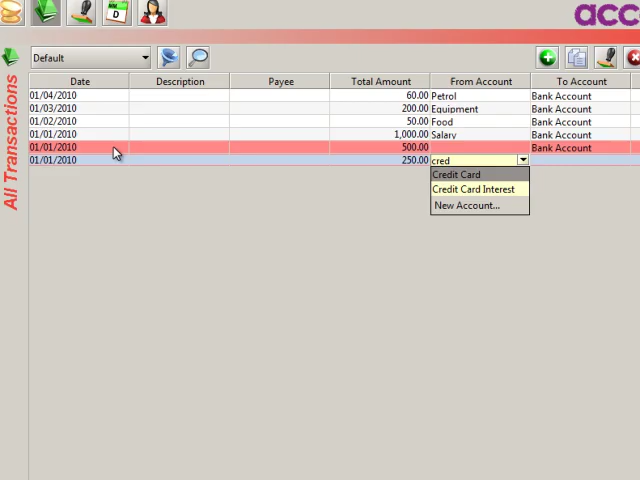 acc
D
Default
Date Description Payee Total Amount From Account To Account
01/04/2010 60.00 Petrol Bank Account
01/03/2010 200.00 Equipment Bank Account
01/02/2010 50.00 Food Bank Account
01/01/2010 1,000.00 Salary Bank Account
01/01/2010 500.00 Bank Account
01/01/2010 250.00 cred
Credit Card
Credit Card Interest
New Account...
All Transactions